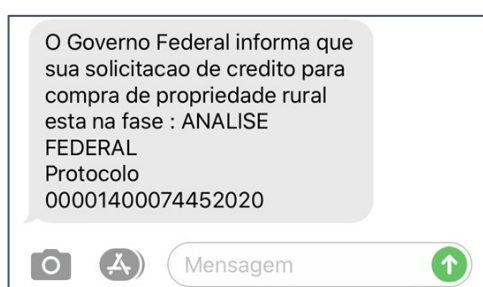 O Governo Federal informa que
sua solicitacao de credito para
compra de propriedade rural
esta na fase : ANALISE
FEDERAL
Protocolo
00001400074452020
Mensagem